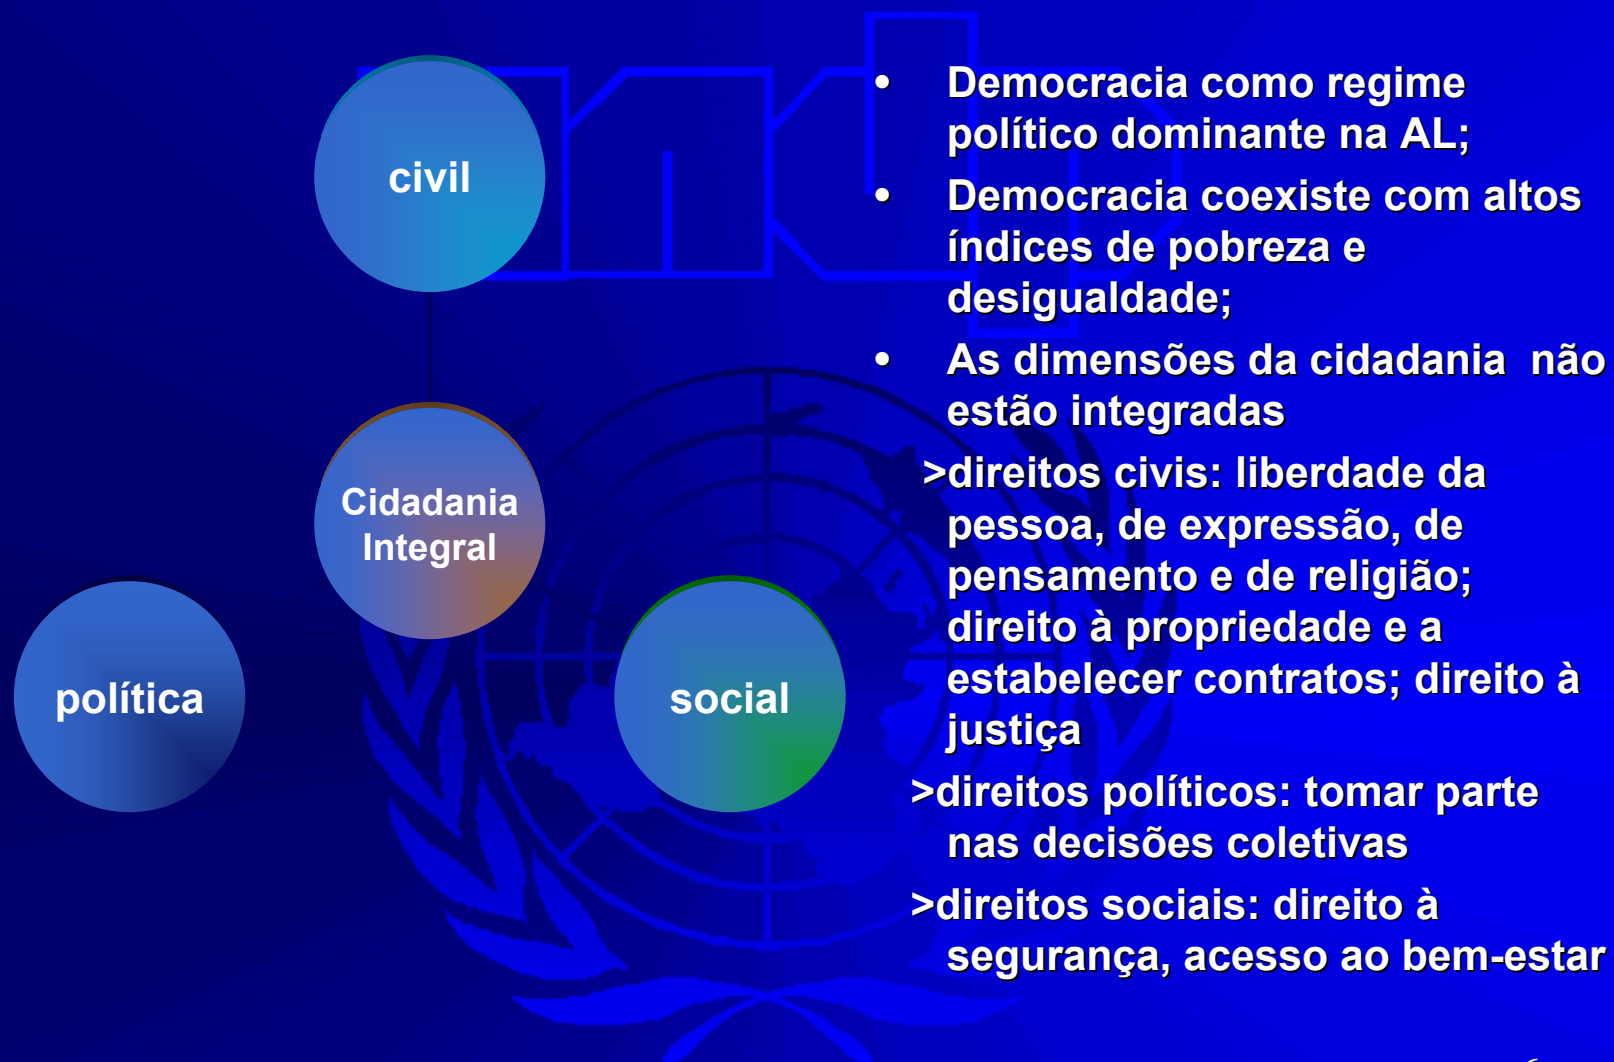 civil
Cidadania
Integral
política
social
• Democracia como regime
político dominante na AL;
• Democracia coexiste com altos
índices de pobreza e
desigualdade;
• As dimensões da cidadania  não
estão integradas
>direitos civis: liberdade da
pessoa, de expressão, de
pensamento e de religião;
direito à propriedade e a
estabelecer contratos; direito à
justiça
>direitos políticos: tomar parte
nas decisões coletivas
>direitos sociais: direito à
segurança, acesso ao bem-estar